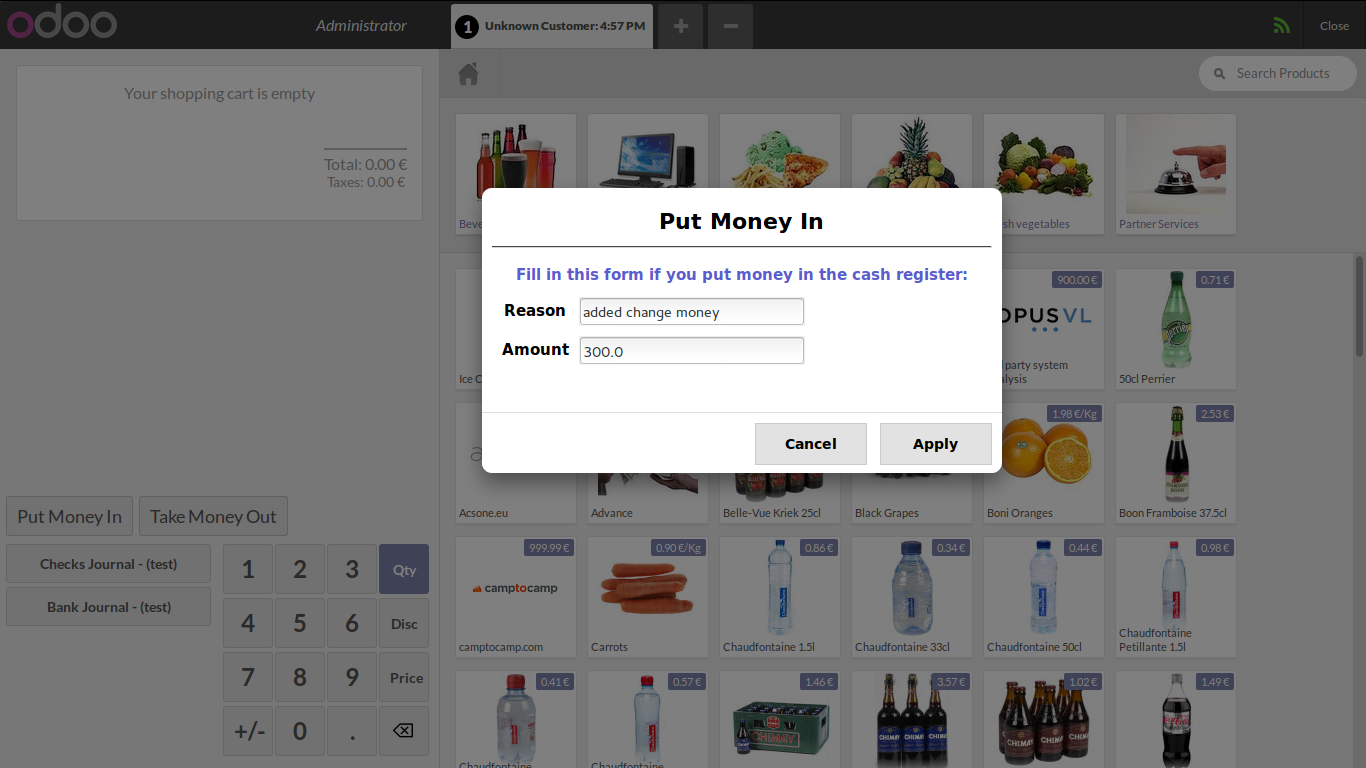 odoo
Administrator
1 Unknown Customer: 4:57 PM
+
−
Close
Your shopping cart is empty
Total: 0.00 €
Taxes: 0.00 €
Search Products
sh vegetables
Partner Services
Put Money In
Fill in this form if you put money in the cash register:
Reason
added change money
Amount
300.0
Cancel
Apply
900.00 €
OPUS VL
party system
alysis
0.71 €
Perrier
50cl Perrier
Ice C
Acsone.eu
Advance
Belle-Vue Kriek 25cl
Black Grapes
1.98 €/Kg
Boni Oranges
2.53 €
Boon Framboise 37.5cl
Put Money In
Take Money Out
Checks Journal - (test)
Bank Journal - (test)
1 2 3 Qty
4 5 6 Disc
7 8 9 Price
+/- 0 .
999.99 €
camptocamp
camptocamp.com
0.90 €/Kg
Carrots
0.86 €
Chaudfontaine 1.5l
0.34 €
Chaudfontaine 33cl
0.44 €
Chaudfontaine 50cl
0.98 €
Chaudfontaine
Petillante 1.5l
0.41 €
Chaudfontaine
0.57 €
Chaudfontaine
1.46 €
CHIMAY
3.57 €
CHIMAY
1.02 €
CHIMAY
1.49 €